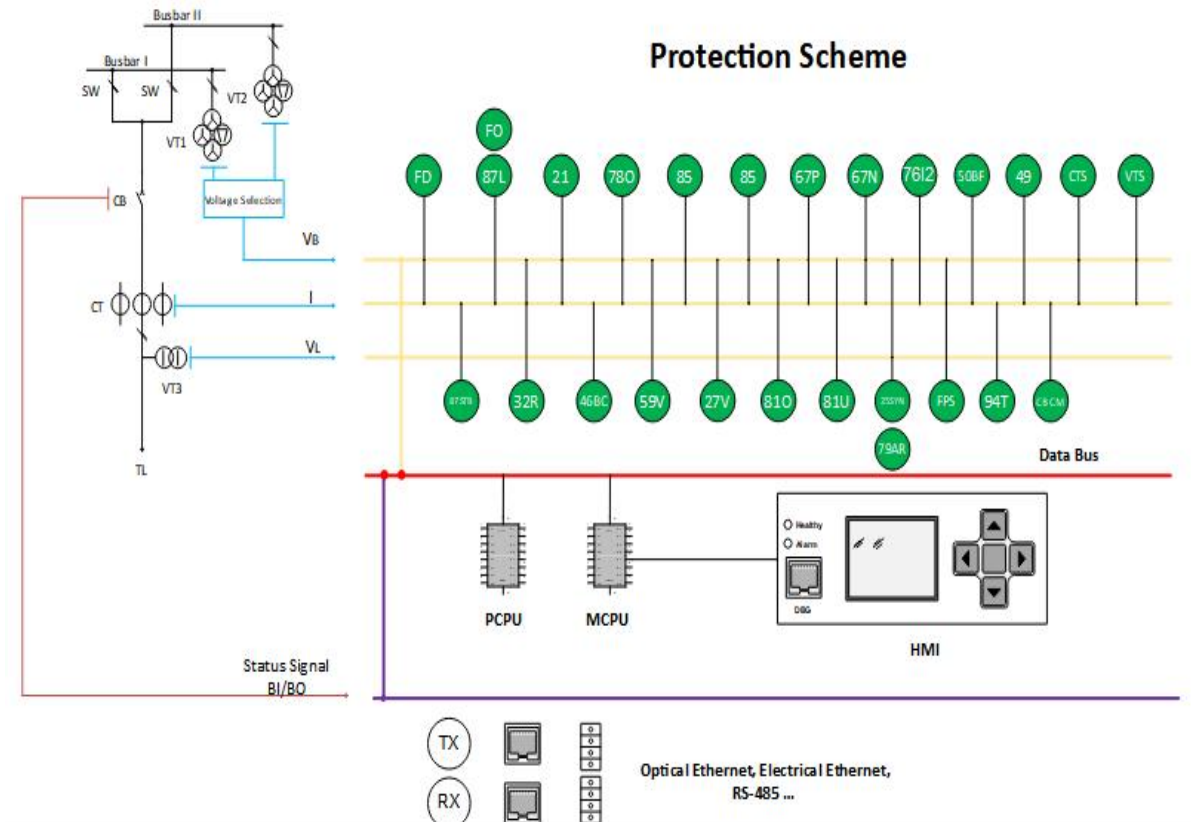 Busbar II
Protection Scheme
Busbar I
SW
SW
VT2
VT1
FO
FD
87L
21
78O
85
85
67P
67N
76I2
50BF
49
CTS
VTS
CB
Voltage Selection
VB
CT
I
VL
VT3
87STB
32R
46BC
59V
27V
81O
81U
25SYN
FPS
94T
CBCM
79AR
Data Bus
TL
Healthy
Alarm
DBG
PCPU
MCPU
HMI
Status Signal
BI/BO
TX
Optical Ethernet, Electrical Ethernet,
RS-485 ...
RX